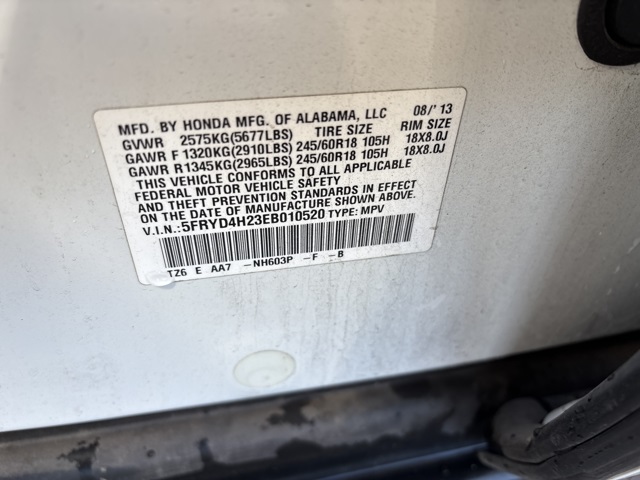 MFD. BY HONDA MFG. OF ALABAMA, LLC 08/'13
GVWR 2575KG(5677LBS) TIRE SIZE RIM SIZE
GAWR F 1320KG(2910LBS) 245/60R18 105H 18X8.0J
GAWR R 1345KG(2965LBS) 245/60R18 105H 18X8.0J
THIS VEHICLE CONFORMS TO ALL APPLICABLE
FEDERAL MOTOR VEHICLE SAFETY
AND THEFT PREVENTION STANDARDS IN EFFECT
ON THE DATE OF MANUFACTURE SHOWN ABOVE.
V.I.N.:5FRYD4H23EB010520 TYPE: MPV
TZ6 E AA7 -NH603P -F -B